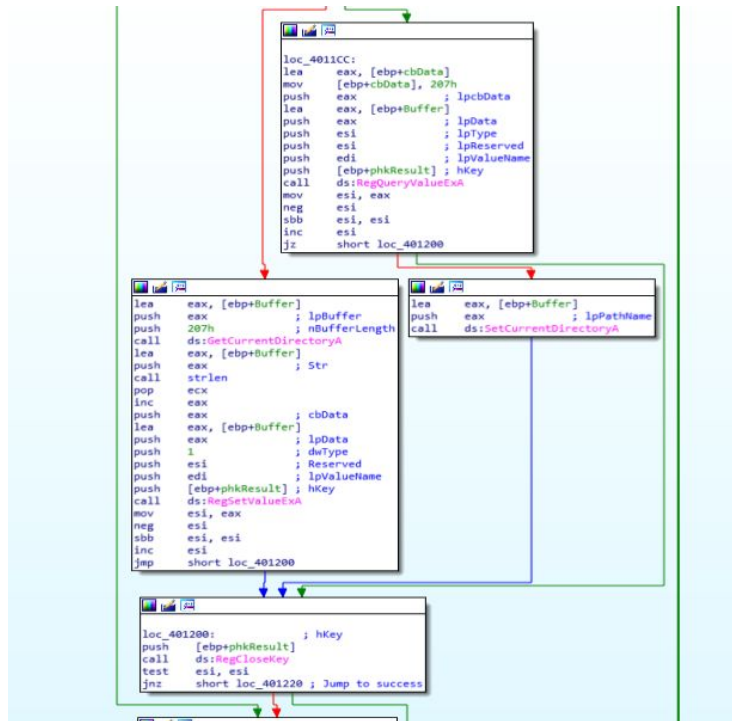 loc_4011CC:
lea eax, [ebp+cbData]
mov [ebp+cbData], 207h
push eax ; lpcbData
lea eax, [ebp+Buffer]
push eax ; lpData
push esi ; lpType
push esi ; lpReserved
push edi ; lpValueName
push [ebp+phkResult] ; hKey
call ds:RegQueryValueExA
mov esi, eax
neg esi
sbb esi, esi
inc esi
jz short loc_401200
lea eax, [ebp+Buffer]
push eax ; lpBuffer
push 207h ; nBufferLength
call ds:GetCurrentDirectoryA
lea eax, [ebp+Buffer]
push eax ; Str
call strlen
pop ecx
inc eax
push eax ; cbData
lea eax, [ebp+Buffer]
push eax ; lpData
push 1 ; dwType
push esi ; Reserved
push edi ; lpValueName
push [ebp+phkResult] ; hKey
call ds:RegSetValueExA
mov esi, eax
neg esi
sbb esi, esi
inc esi
jmp short loc_401200
lea eax, [ebp+Buffer]
push eax ; lpPathName
call ds:SetCurrentDirectoryA
loc_401200: ; hKey
push [ebp+phkResult]
call ds:RegCloseKey
test esi, esi
jnz short loc_401220 ; Jump to success